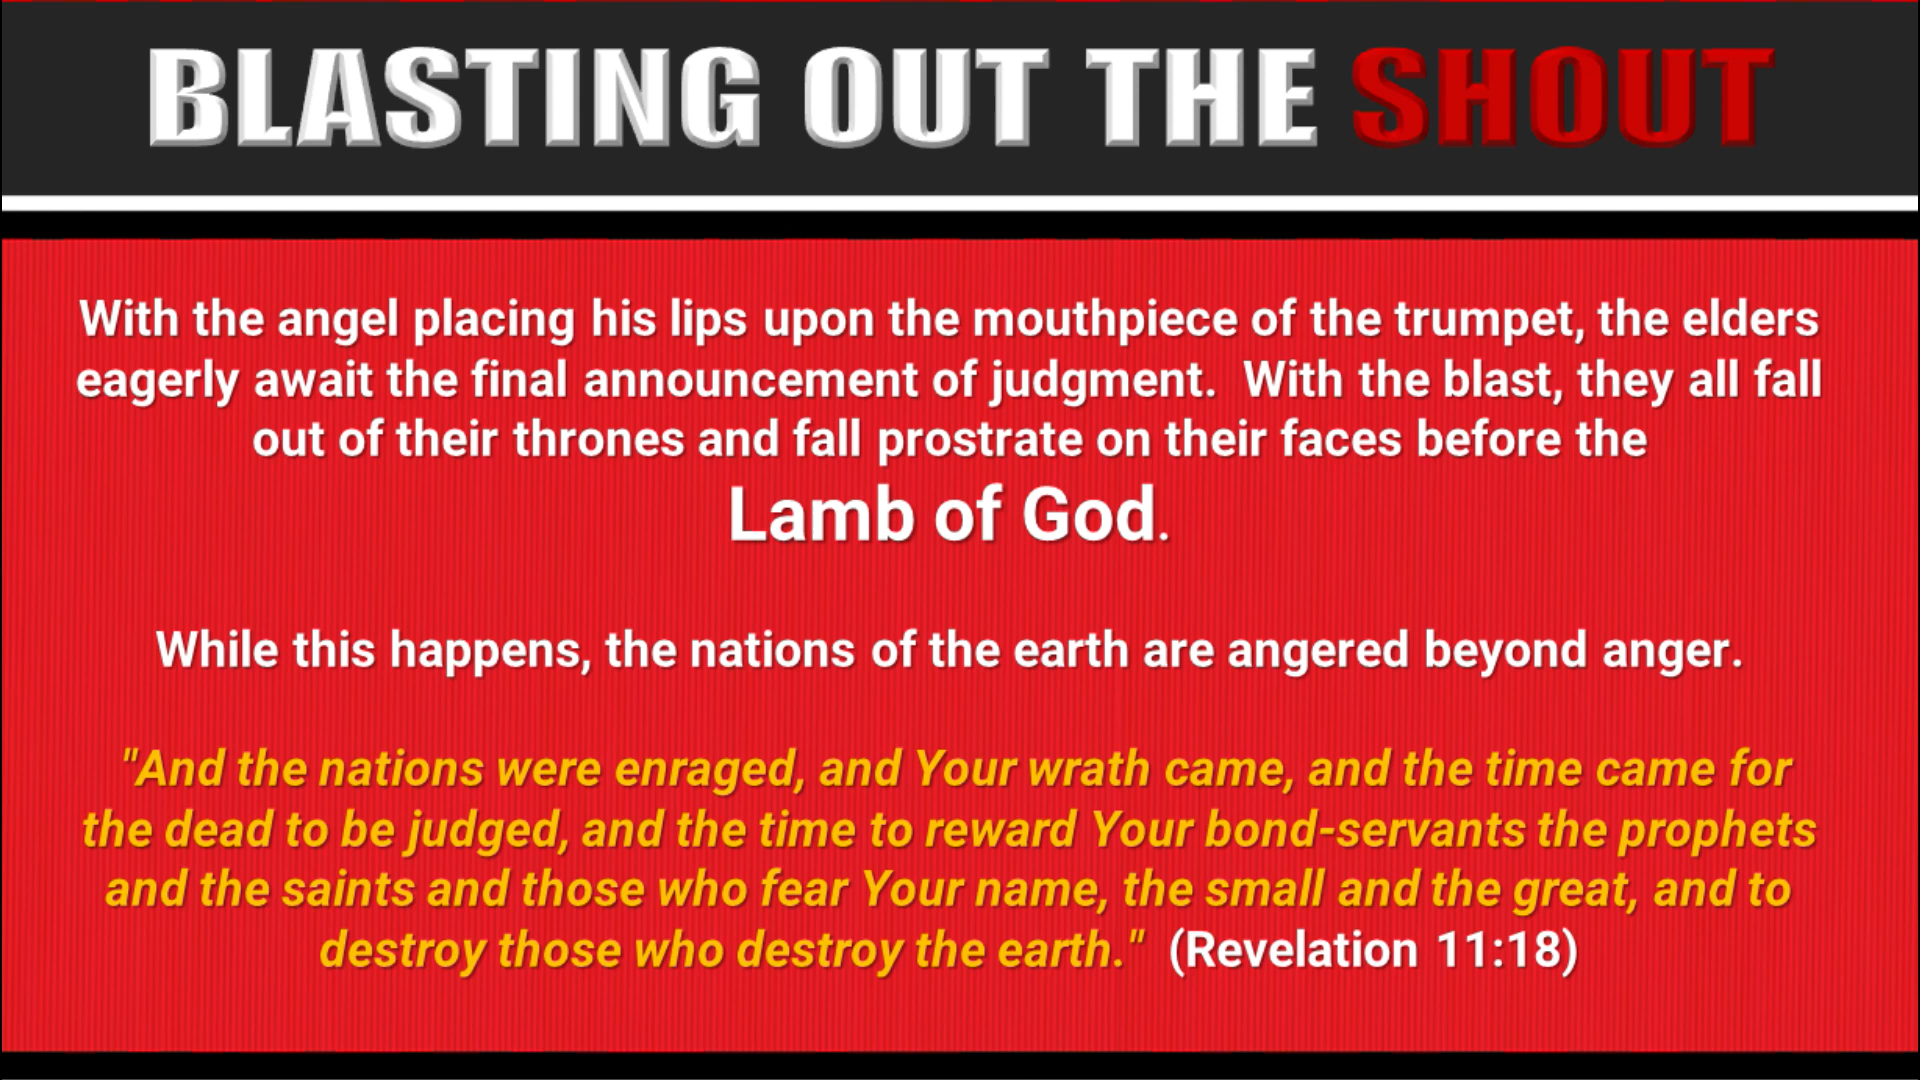 BLASTING OUT THE SHOUT
With the angel placing his lips upon the mouthpiece of the trumpet, the elders
eagerly await the final announcement of judgment.  With the blast, they all fall
out of their thrones and fall prostrate on their faces before the
Lamb of God.
While this happens, the nations of the earth are angered beyond anger.
"And the nations were enraged, and Your wrath came, and the time came for
the dead to be judged, and the time to reward Your bond-servants the prophets
and the saints and those who fear Your name, the small and the great, and to
destroy those who destroy the earth."  (Revelation 11:18)